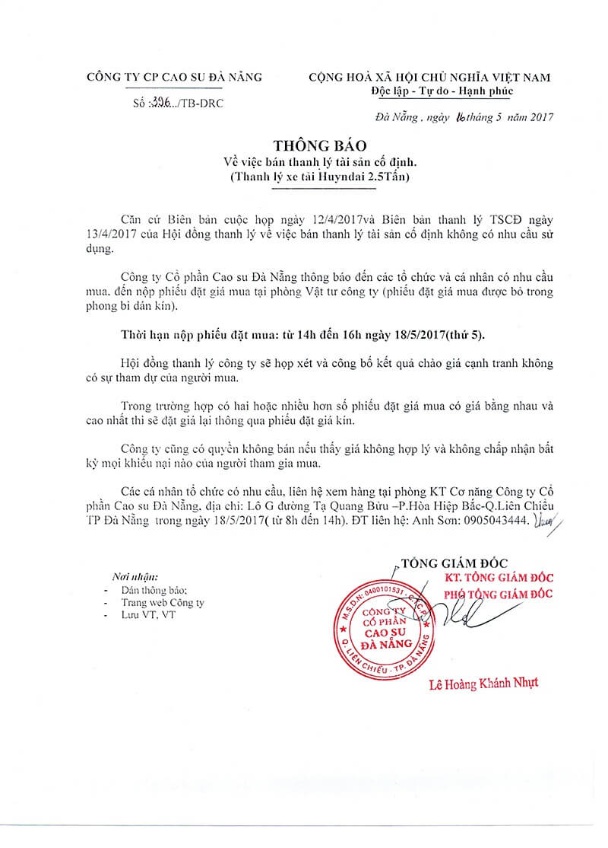 CÔNG TY CP CAO SU ĐÀ NẴNG
CỘNG HOÀ XÃ HỘI CHỦ NGHĨA VIỆT NAM
Độc lập - Tự do - Hạnh phúc
Số :396.../TB-DRC
Đà Nẵng , ngày 16 tháng 5 năm 2017
THÔNG BÁO
Về việc bán thanh lý tài sản cố định.
(Thanh lý xe tải Huyndai 2.5Tấn)
Căn cứ Biên bản cuộc họp ngày 12/4/2017và Biên bản thanh lý TSCĐ ngày
13/4/2017 của Hội đồng thanh lý về việc bán thanh lý tài sản cố định không có nhu cầu sử
dụng.
Công ty Cổ phần Cao su Đà Nẵng thông báo đến các tổ chức và cá nhân có nhu cầu
mua. đến nộp phiếu đặt giá mua tại phòng Vật tư công ty (phiếu đặt giá mua được bỏ trong
phong bì dán kín).
Thời hạn nộp phiếu đặt mua: từ 14h đến 16h ngày 18/5/2017(thứ 5).
Hội đồng thanh lý công ty sẽ họp xét và công bố kết quả chào giá cạnh tranh không
có sự tham dự của người mua.
Trong trường hợp có hai hoặc nhiều hơn số phiếu đặt giá mua có giá bằng nhau và
cao nhất thì sẽ đặt giá lại thông qua phiếu đặt giá kín.
Công ty cũng có quyền không bán nếu thấy giá không hợp lý và không chấp nhận bất
kỳ mọi khiếu nại nào của người tham gia mua.
Các cá nhân tổ chức có nhu cầu, liên hệ xem hàng tại phòng KT Cơ năng Công ty Cổ
phần Cao su Đà Nẵng. địa chỉ: Lô G đường Tạ Quang Bửu –P.Hòa Hiệp Bắc-Q.Liên Chiểu
TP Đà Nẵng trong ngày 18/5/2017( từ 8h đến 14h). ĐT liên hệ: Anh Sơn: 0905043444.
TỔNG GIÁM ĐỐC
KT. TỔNG GIÁM ĐỐC
PHÓ TỔNG GIÁM ĐỐC
Nơi nhận:
- Dán thông báo;
- Trang web Công ty
- Lưu VT, VT
M.S.D.N: 0400101531 - C.T.C.P
CÔNG TY
CỔ PHẦN
CAO SU
ĐÀ NẴNG
Q. LIÊN CHIỂU - TP. ĐÀ NẴNG
Lê Hoàng Khánh Nhựt